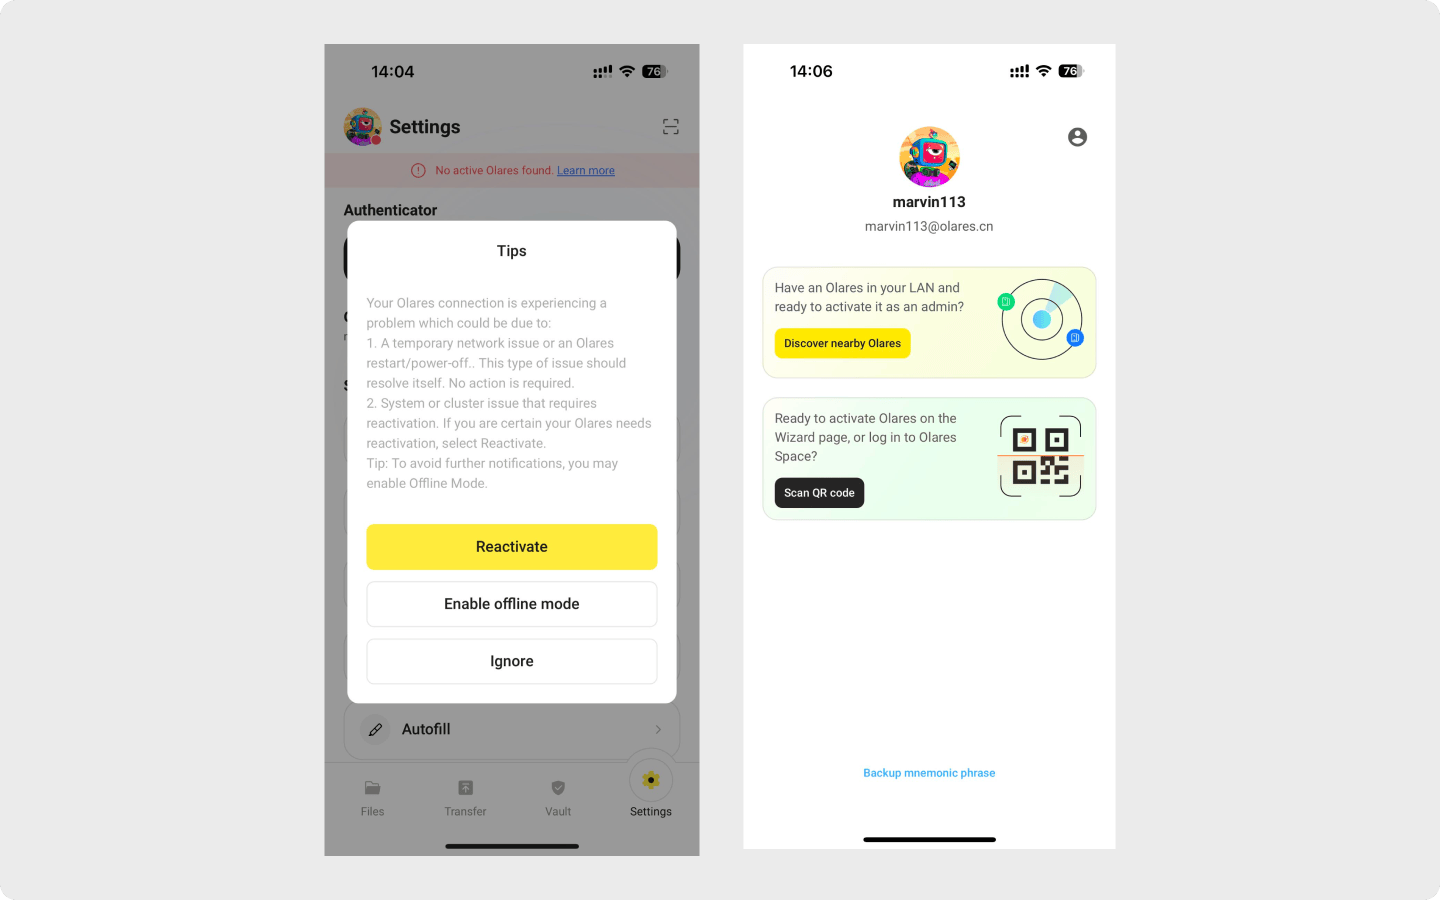 14:04
76
Settings
No active Olares found. Learn more
Authenticator
Tips
Your Olares connection is experiencing a
problem which could be due to:
1. A temporary network issue or an Olares
restart/power-off.. This type of issue should
resolve itself. No action is required.
2. System or cluster issue that requires
reactivation. If you are certain your Olares needs
reactivation, select Reactivate.
Tip: To avoid further notifications, you may
enable Offline Mode.
Reactivate
Enable offline mode
Ignore
Autofill
Files
Transfer
Vault
Settings
14:06
76
marvin113
marvin113@olares.cn
Have an Olares in your LAN and
ready to activate it as an admin?
Discover nearby Olares
Ready to activate Olares on the
Wizard page, or log in to Olares
Space?
Scan QR code
Backup mnemonic phrase